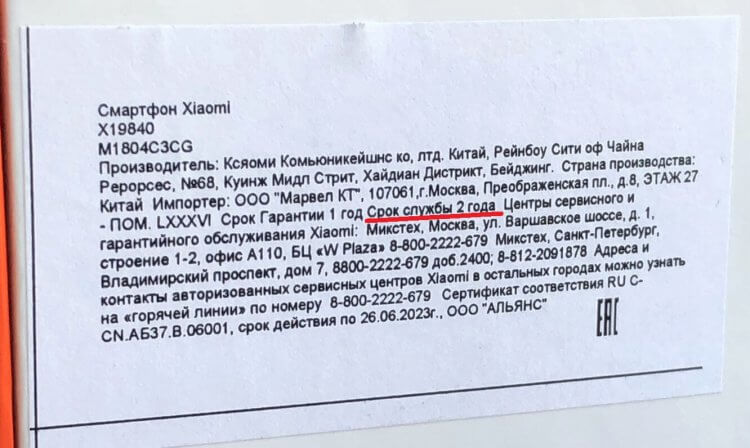 Смартфон Xiaomi
X19840
M1804C3CG
Производитель: Ксяоми Комьюникейшнс ко, лтд. Китай, Рейнбоу Сити оф Чайна
Рерорсес, №68, Куинж Мидл Стрит, Хайдиан Дистрикт, Бейджинг. Страна производства:
Китай Импортер: ООО "Марвел КТ", 107061,г.Москва, Преображенская пл., д.8, ЭТАЖ 27
- ПОМ. LXXXVI Срок Гарантии 1 год Срок службы 2 года Центры сервисного и
гарантийного обслуживания Xiaomi: Микстех, Москва, ул. Варшавское шоссе, д. 1,
строение 1-2, офис А110, БЦ «W Plaza» 8-800-2222-679 Микстех, Санкт-Петербург,
Владимирский проспект, дом 7, 8800-2222-679 доб.2400; 8-812-2091878 Адреса и
контакты авторизованных сервисных центров Xiaomi в остальных городах можно узнать
на «горячей линии» по номеру 8-800-2222-679 Сертификат соответствия RU C-
CN.АБ37.В.06001, срок действия по 26.06.2023г., ООО "АЛЬЯНС"
EAC